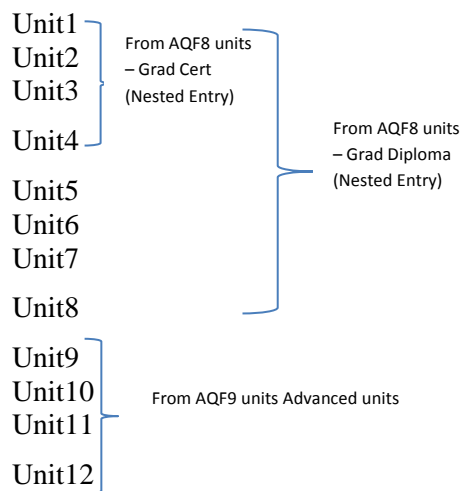 Unit1
Unit2
Unit3
Unit4
From AQF8 units
– Grad Cert
(Nested Entry)
From AQF8 units
– Grad Diploma
(Nested Entry)
Unit5
Unit6
Unit7
Unit8
Unit9
Unit10
Unit11
Unit12
From AQF9 units Advanced units